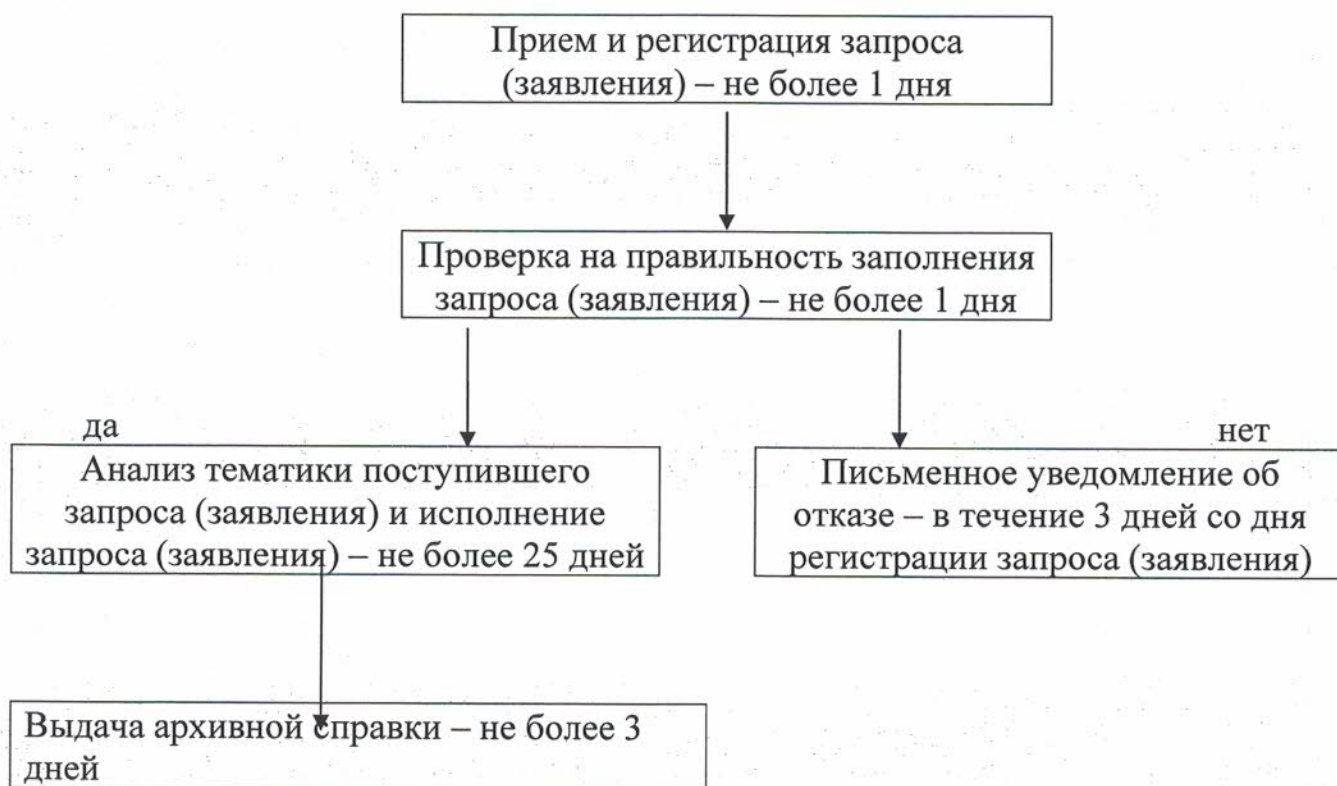 Прием и регистрация запроса
(заявления) – не более 1 дня
Проверка на правильность заполнения
запроса (заявления) – не более 1 дня
да
нет
Анализ тематики поступившего
запроса (заявления) и исполнение
запроса (заявления) – не более 25 дней
Письменное уведомление об
отказе – в течение 3 дней со дня
регистрации запроса (заявления)
Выдача архивной справки – не более 3
дней